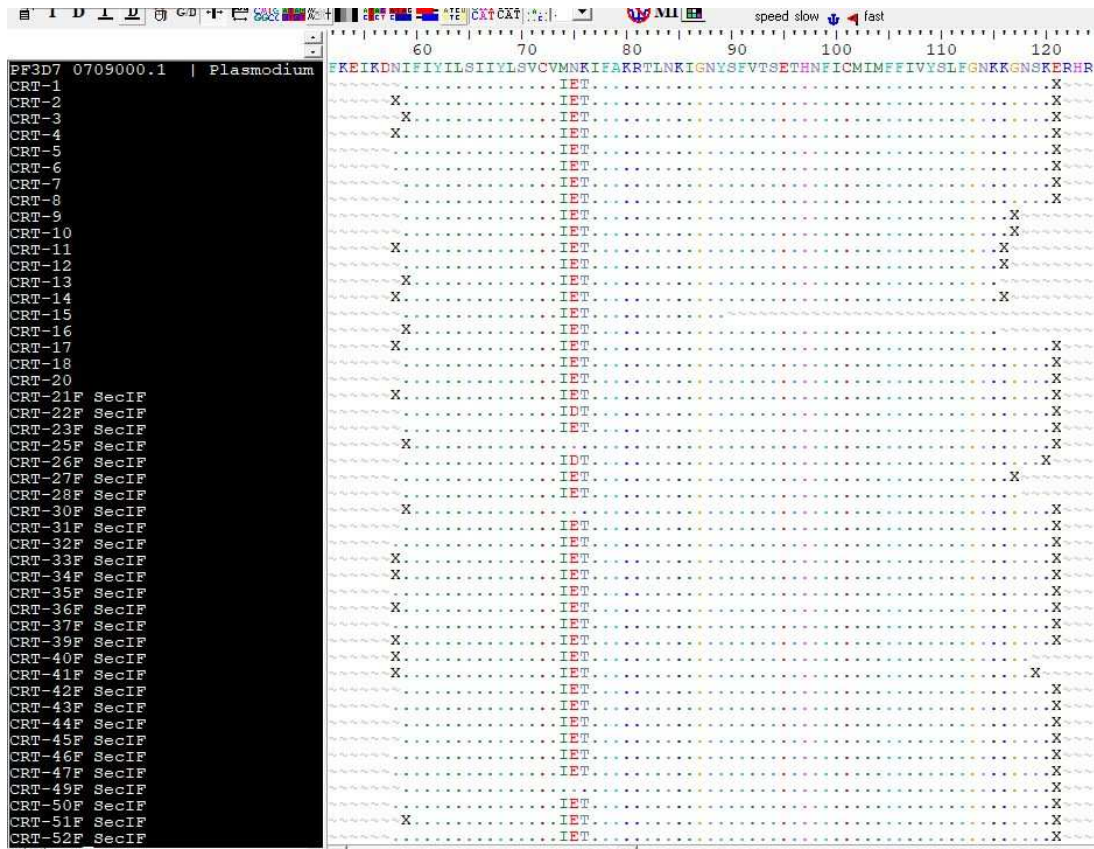 T D I D G/D CATG GGCC CAT CAT MI speed slow fast
60 70 80 90 100 110 120
PF3D7 0709000.1 | Plasmodium FKEIKDNIFIYILSIIYLSVCVMNKIFAKRTLNKIGNYSFVTSETHNFICMIMFFIVYSLFGNKKGNSKERHR
CRT-1 IET X
CRT-2 X IET X
CRT-3 X IET X
CRT-4 X IET X
CRT-5 IET X
CRT-6 IET X
CRT-7 IET X
CRT-8 IET X
CRT-9 IET X
CRT-10 IET X
CRT-11 X IET X
CRT-12 IET X
CRT-13 X IET
CRT-14 X IET X
CRT-15 IET
CRT-16 X IET
CRT-17 X IET X
CRT-18 IET X
CRT-20 IET X
CRT-21F SecIF X IET X
CRT-22F SecIF IDT X
CRT-23F SecIF IET X
CRT-25F SecIF X X
CRT-26F SecIF IDT X
CRT-27F SecIF IET X
CRT-28F SecIF IET
CRT-30F SecIF X X
CRT-31F SecIF IET X
CRT-32F SecIF IET X
CRT-33F SecIF X IET X
CRT-34F SecIF X IET X
CRT-35F SecIF IET X
CRT-36F SecIF X IET X
CRT-37F SecIF IET X
CRT-39F SecIF X IET X
CRT-40F SecIF X IET
CRT-41F SecIF X IET X
CRT-42F SecIF IET X
CRT-43F SecIF IET X
CRT-44F SecIF IET X
CRT-45F SecIF IET X
CRT-46F SecIF IET X
CRT-47F SecIF IET X
CRT-49F SecIF X
CRT-50F SecIF IET X
CRT-51F SecIF X IET X
CRT-52F SecIF IET X